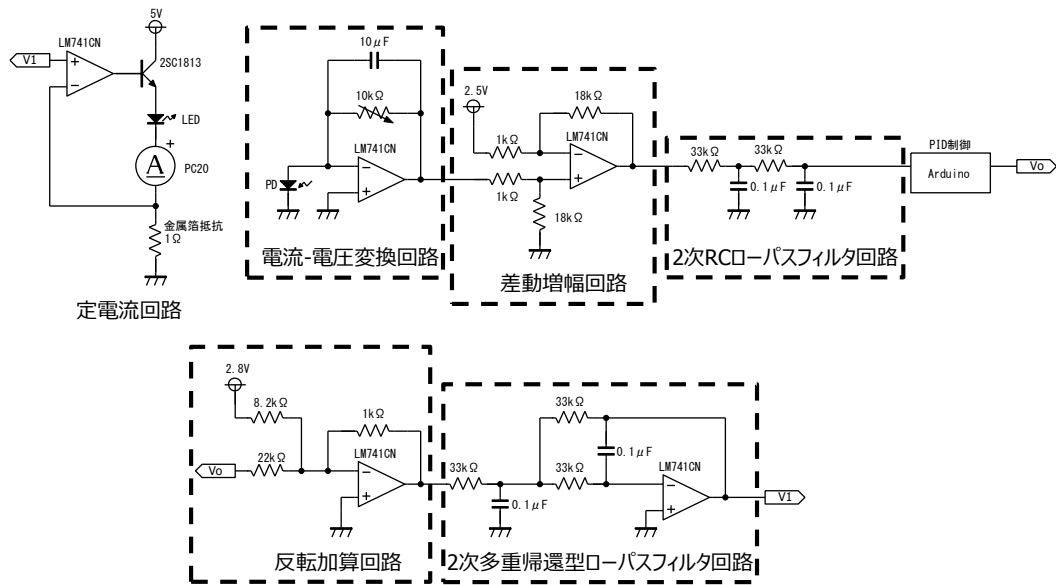 5V
LM741CN
V1
2SC1813
LED
+
A
PC20
金属箔抵抗
1Ω
定電流回路
10μF
10kΩ
LM741CN
PD
電流-電圧変換回路
2.5V
18kΩ
1kΩ
LM741CN
1kΩ
18kΩ
差動増幅回路
33kΩ
33kΩ
0.1μF
0.1μF
2次RCローパスフィルタ回路
PID制御
Arduino
Vo
2.8V
8.2kΩ
1kΩ
Vo
22kΩ
LM741CN
反転加算回路
33kΩ
33kΩ
0.1μF
33kΩ
0.1μF
LM741CN
V1
2次多重帰還型ローパスフィルタ回路